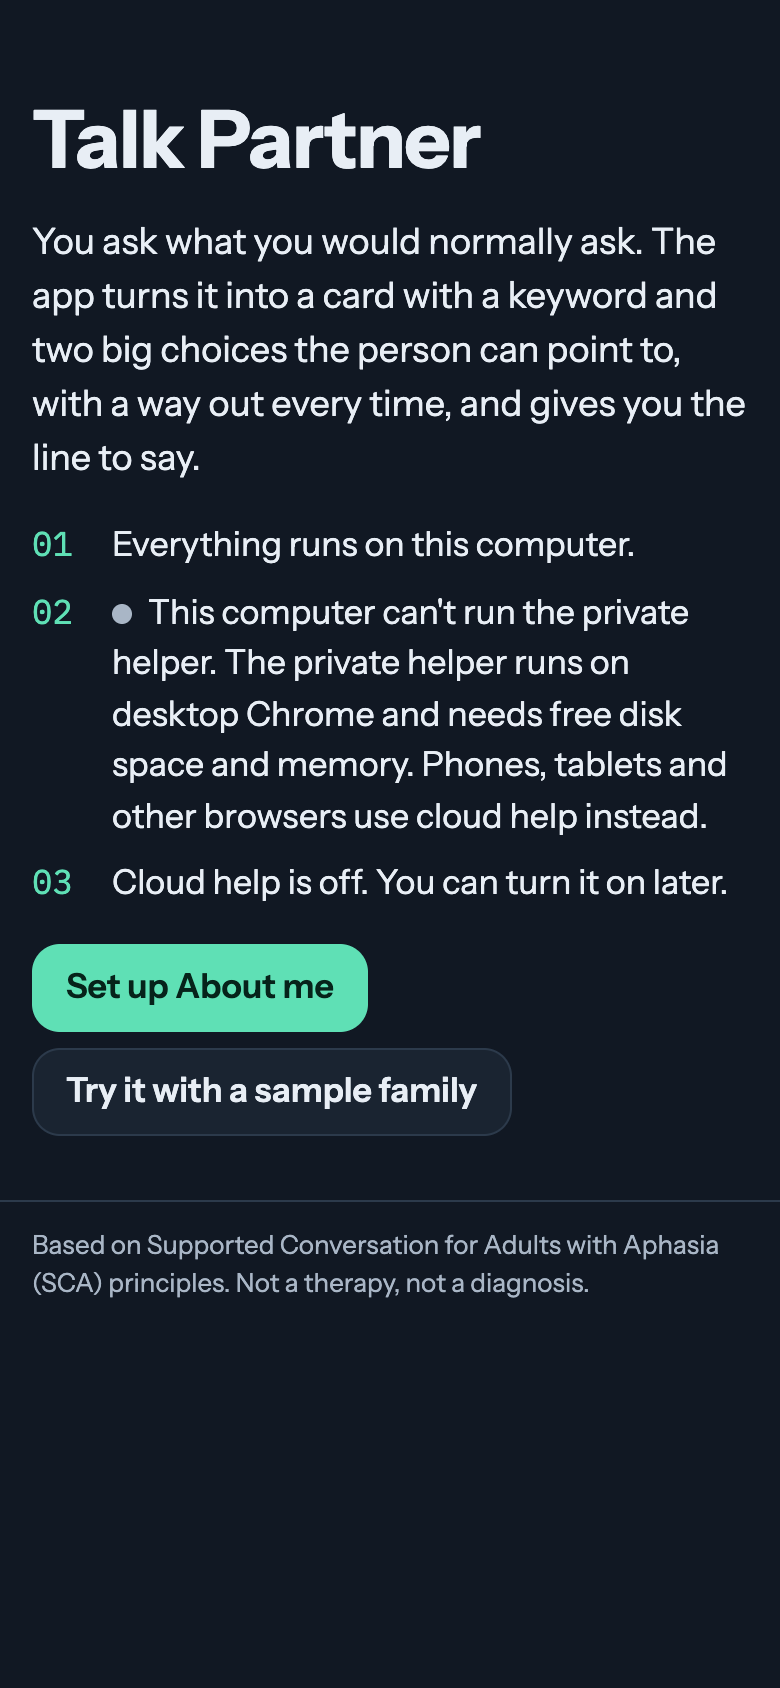 Talk Partner
You ask what you would normally ask. The
app turns it into a card with a keyword and
two big choices the person can point to,
with a way out every time, and gives you the
line to say.
01 Everything runs on this computer.
02 This computer can't run the private
helper. The private helper runs on
desktop Chrome and needs free disk
space and memory. Phones, tablets and
other browsers use cloud help instead.
03 Cloud help is off. You can turn it on later.
Set up About me
Try it with a sample family
Based on Supported Conversation for Adults with Aphasia
(SCA) principles. Not a therapy, not a diagnosis.